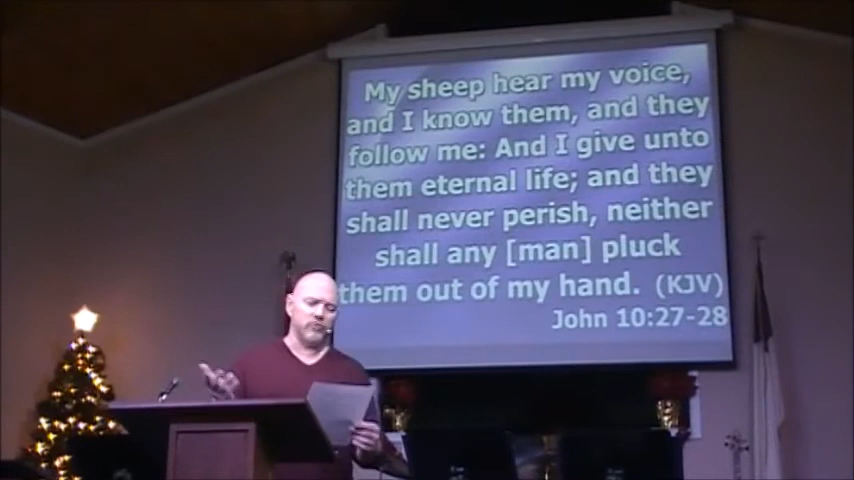 My sheep hear my voice,
and I know them, and they
follow me: And I give unto
them eternal life; and they
shall never perish, neither
shall any [man] pluck
them out of my hand. (KJV)
John 10:27-28